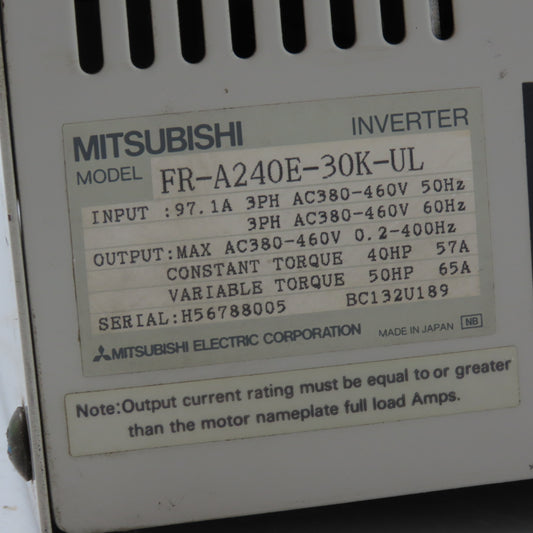 MITSUBISHI INVERTER
MODEL FR-A240E-30K-UL
INPUT :97.1A 3PH AC380-460V 50Hz
3PH AC380-460V 60Hz
OUTPUT:MAX AC380-460V 0.2-400Hz
CONSTANT TORQUE 40HP 57A
VARIABLE TORQUE 50HP 65A
SERIAL:H56788005 BC132U189
MITSUBISHI ELECTRIC CORPORATION MADE IN JAPAN NB
Note:Output current rating must be equal to or greater
than the motor nameplate full load Amps.